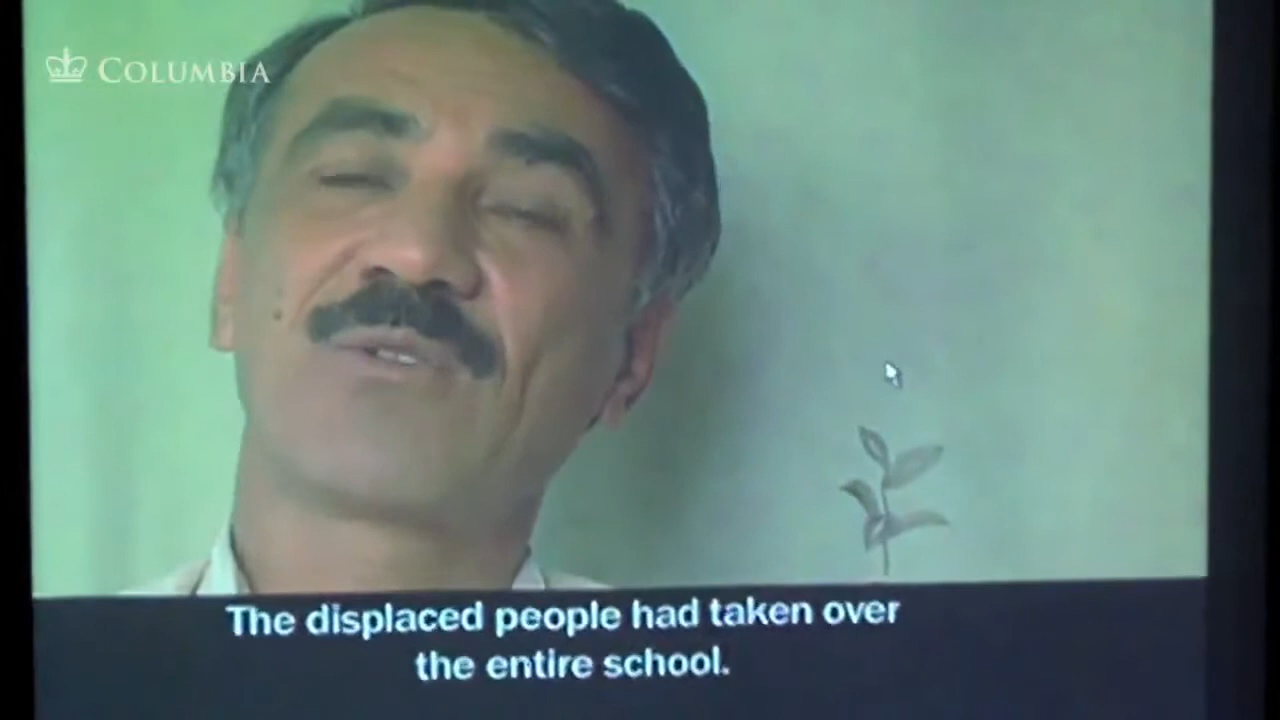 COLUMBIA
The displaced people had taken over
the entire school.